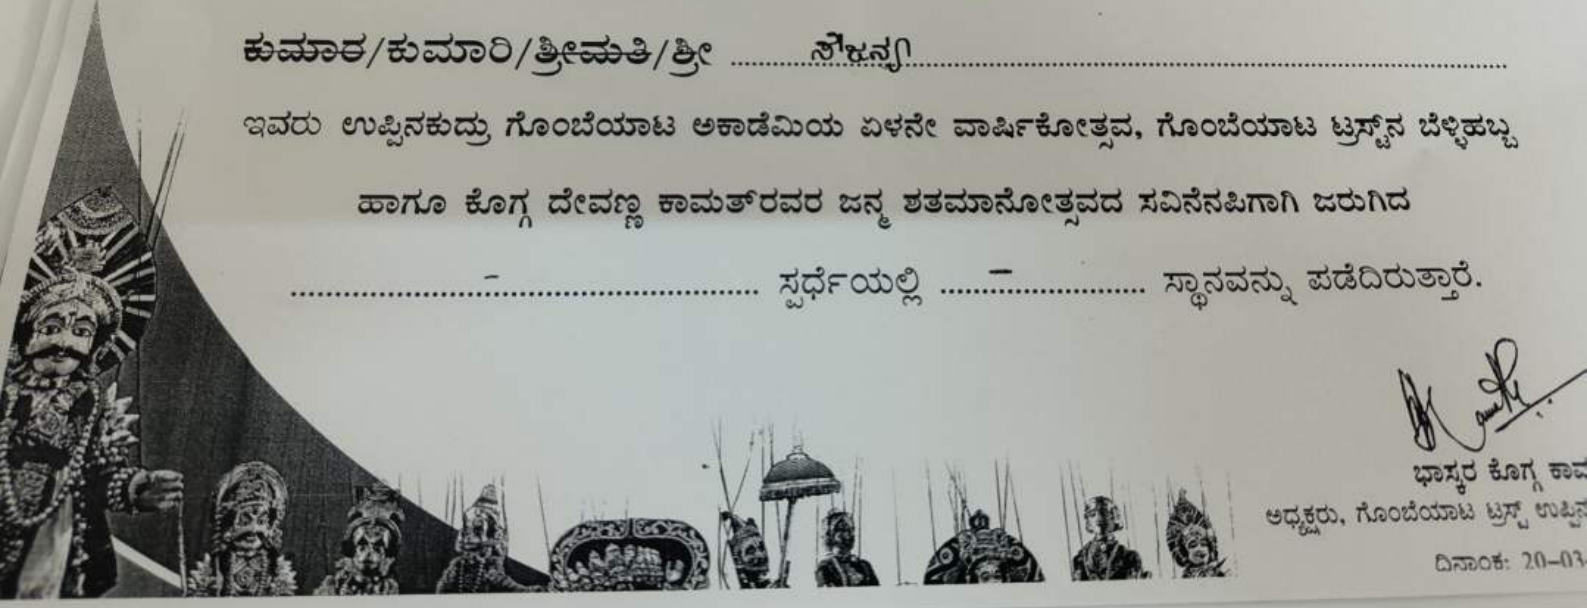 ಕುಮಾರ/ಕುಮಾರಿ/ಶ್ರೀಮತಿ/ಶ್ರೀ ........ಸೌಜನ್ಯ........
ಇವರು ಉಪ್ಪಿನಕುದ್ರು ಗೊಂಬೆಯಾಟ ಅಕಾಡೆಮಿಯ ಏಳನೇ ವಾರ್ಷಿಕೋತ್ಸವ, ಗೊಂಬೆಯಾಟ ಟ್ರಸ್ಟ್‌ನ ಬೆಳ್ಳಿಹಬ್ಬ
ಹಾಗೂ ಕೊಗ್ಗ ದೇವಣ್ಣ ಕಾಮತ್‌ರವರ ಜನ್ಮ ಶತಮಾನೋತ್ಸವದ ಸವಿನೆನಪಿಗಾಗಿ ಜರುಗಿದ
........–........ ಸ್ಪರ್ಧೆಯಲ್ಲಿ ........–........ ಸ್ಥಾನವನ್ನು ಪಡೆದಿರುತ್ತಾರೆ.
ಭಾಸ್ಕರ ಕೊಗ್ಗ
ಅಧ್ಯಕ್ಷರು, ಗೊಂಬೆಯಾಟ ಟ್ರಸ್ಟ್
ದಿನಾಂಕ: 20-03-